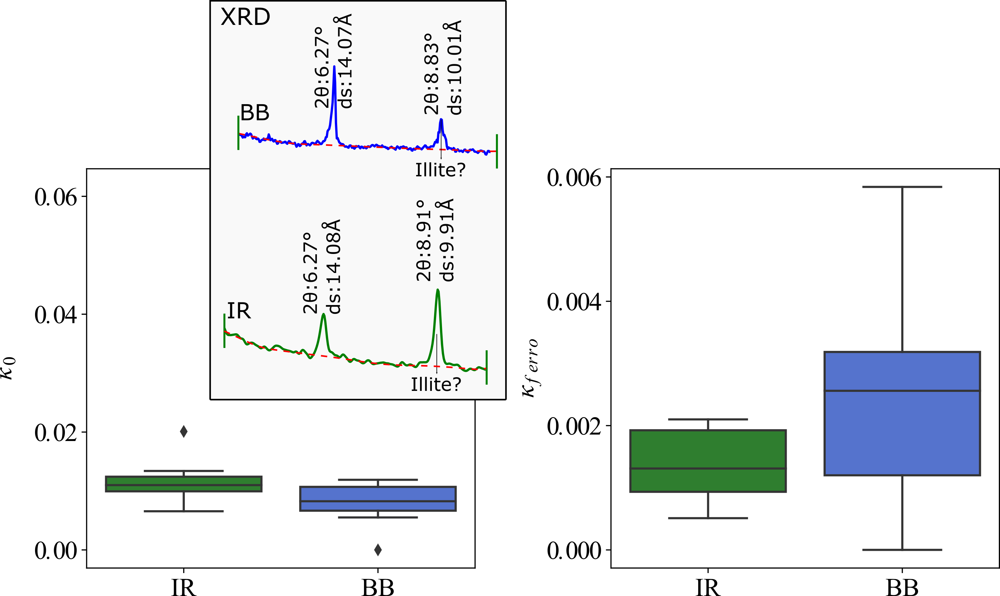 XRD
2θ:6.27°
ds:14.07Å
2θ:8.83°
ds:10.01Å
BB
Illite?
2θ:6.27°
ds:14.08Å
2θ:8.91°
ds:9.91Å
IR
Illite?
κ0
0.06
0.04
0.02
0.00
IR
BB
κferro
0.006
0.004
0.002
0.000
IR
BB